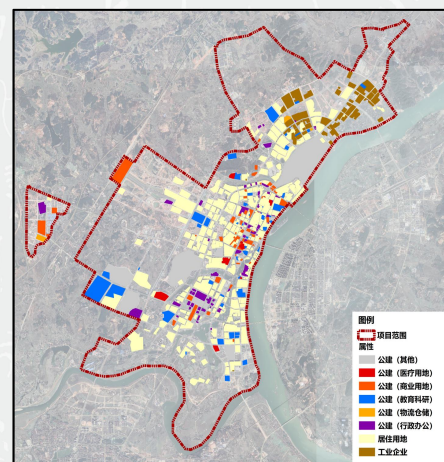 图例
项目范围
属性
公建（其他）
公建（医疗用地）
公建（商业用地）
公建（教育科研）
公建（物流仓储）
公建（行政办公）
居住用地
工业企业